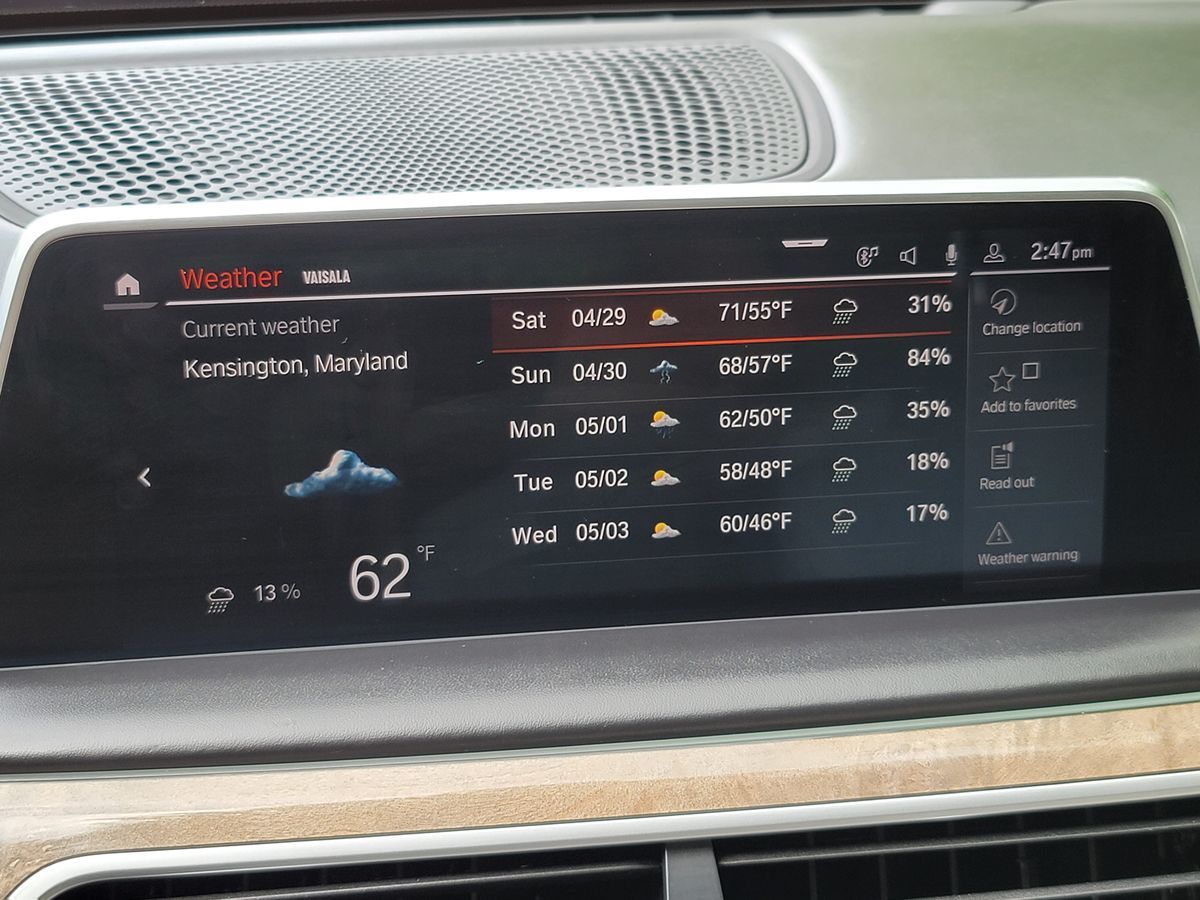 Weather VAISALA 2:47pm
Current weather
Kensington, Maryland
13 %
62 °F
Sat 04/29 71/55°F 31%
Sun 04/30 68/57°F 84%
Mon 05/01 62/50°F 35%
Tue 05/02 58/48°F 18%
Wed 05/03 60/46°F 17%
Change location
Add to favorites
Read out
Weather warning